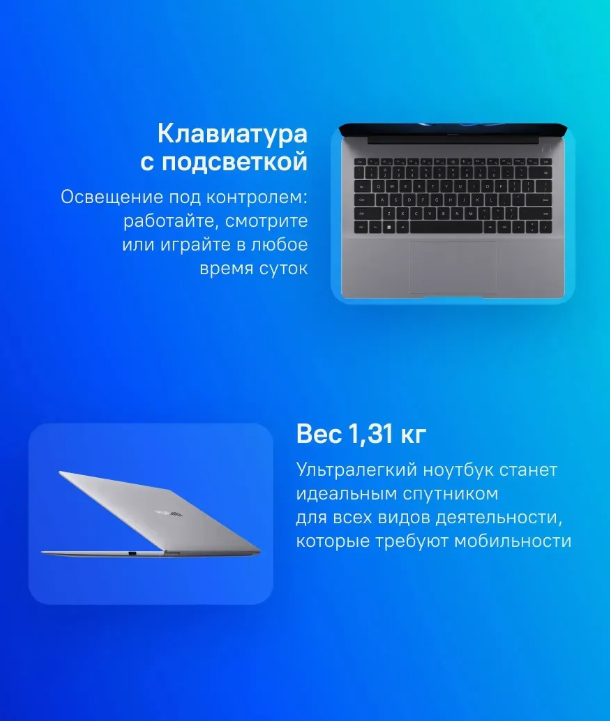 Клавиатура
с подсветкой
Освещение под контролем:
работайте, смотрите
или играйте в любое
время суток
Вес 1,31 кг
Ультралегкий ноутбук станет
идеальным спутником
для всех видов деятельности,
которые требуют мобильности